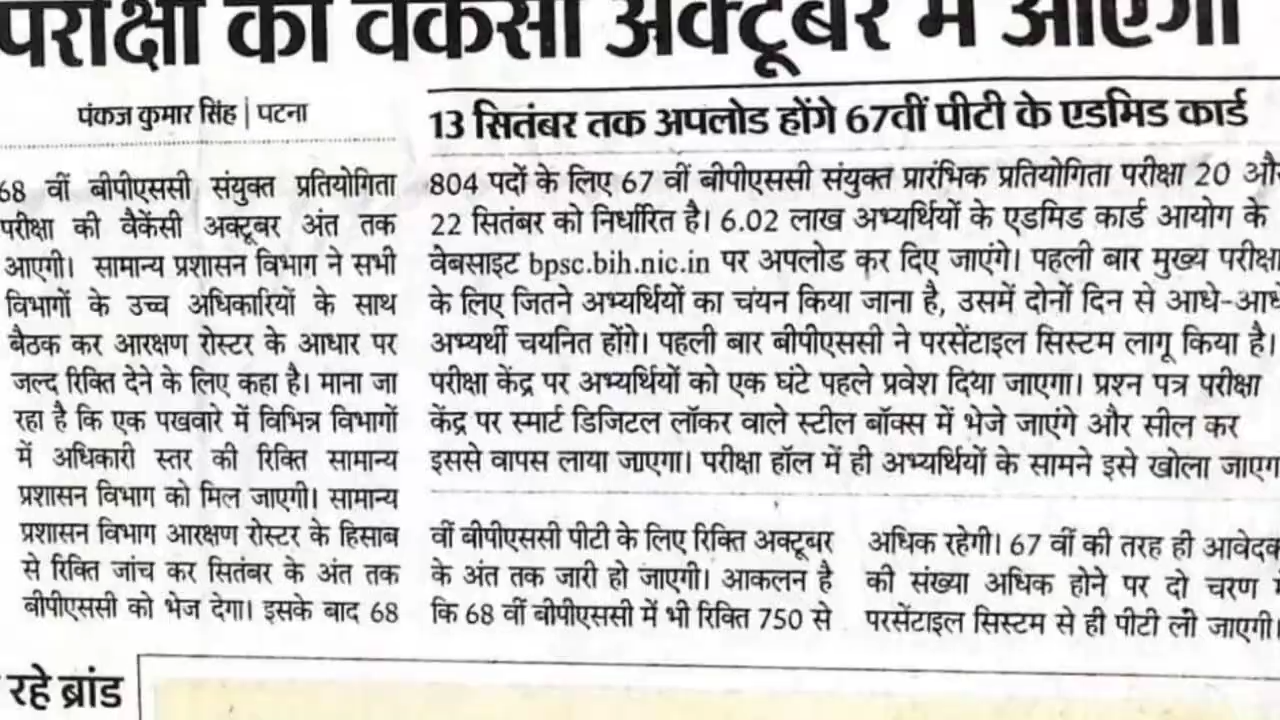 परीक्षा की वैकेंसी अक्टूबर में आएगी
पंकज कुमार सिंह | पटना
68 वीं बीपीएससी संयुक्त प्रतियोगिता
परीक्षा की वैकेंसी अक्टूबर अंत तक
आएगी। सामान्य प्रशासन विभाग ने सभी
विभागों के उच्च अधिकारियों के साथ
बैठक कर आरक्षण रोस्टर के आधार पर
जल्द रिक्ति देने के लिए कहा है। माना जा
रहा है कि एक पखवारे में विभिन्न विभागों
में अधिकारी स्तर की रिक्ति सामान्य
प्रशासन विभाग को मिल जाएगी। सामान्य
प्रशासन विभाग आरक्षण रोस्टर के हिसाब
से रिक्ति जांच कर सितंबर के अंत तक
बीपीएससी को भेज देगा। इसके बाद 68
13 सितंबर तक अपलोड होंगे 67वीं पीटी के एडमिड कार्ड
804 पदों के लिए 67 वीं बीपीएससी संयुक्त प्रारंभिक प्रतियोगिता परीक्षा 20 और
22 सितंबर को निर्धारित है। 6.02 लाख अभ्यर्थियों के एडमिड कार्ड आयोग के
वेबसाइट bpsc.bih.nic.in पर अपलोड कर दिए जाएंगे। पहली बार मुख्य परीक्षा
के लिए जितने अभ्यर्थियों का चयन किया जाना है, उसमें दोनों दिन से आधे-आधे
अभ्यर्थी चयनित होंगे। पहली बार बीपीएससी ने परसेंटाइल सिस्टम लागू किया है।
परीक्षा केंद्र पर अभ्यर्थियों को एक घंटे पहले प्रवेश दिया जाएगा। प्रश्न पत्र परीक्षा
केंद्र पर स्मार्ट डिजिटल लॉकर वाले स्टील बॉक्स में भेजे जाएंगे और सील कर
इससे वापस लाया जाएगा। परीक्षा हॉल में ही अभ्यर्थियों के सामने इसे खोला जाएगा
वीं बीपीएससी पीटी के लिए रिक्ति अक्टूबर
के अंत तक जारी हो जाएगी। आकलन है
कि 68 वीं बीपीएससी में भी रिक्ति 750 से
अधिक रहेगी। 67 वीं की तरह ही आवेदक
की संख्या अधिक होने पर दो चरण में
परसेंटाइल सिस्टम से ही पीटी ली जाएगी।
रहे ब्रांड